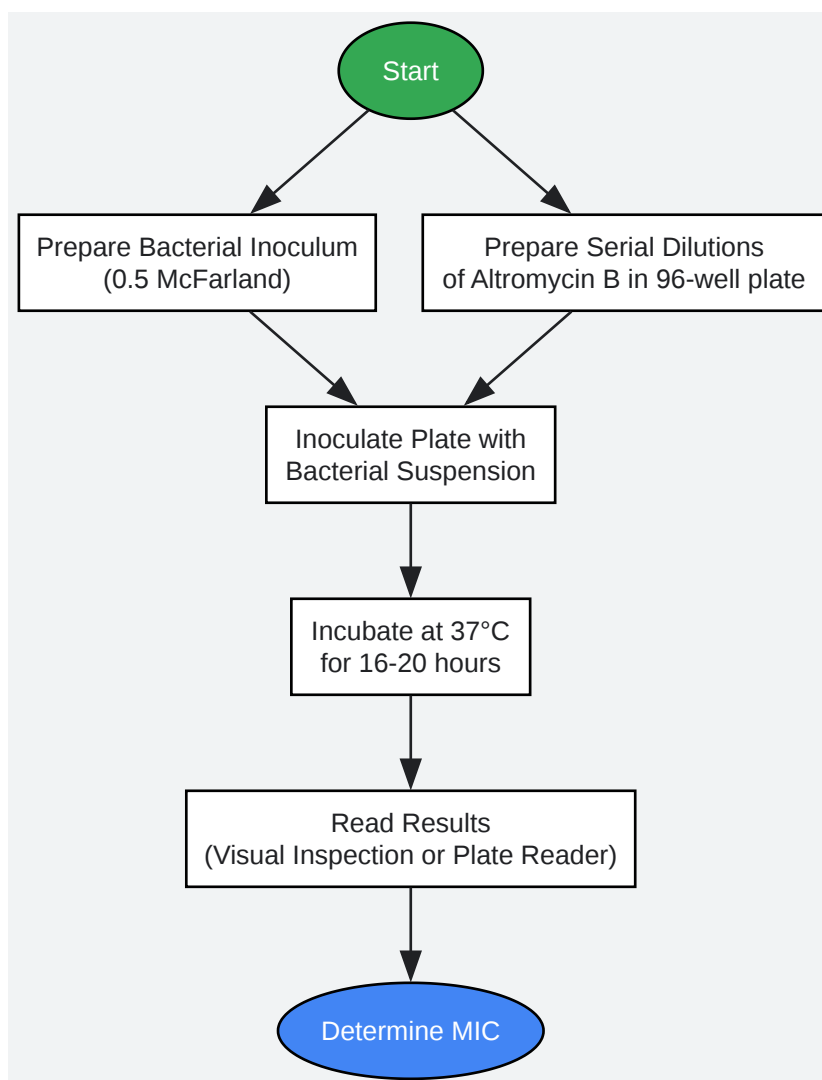 Start
Prepare Bacterial Inoculum
(0.5 McFarland)
Prepare Serial Dilutions
of Altromycin B in 96-well plate
Inoculate Plate with
Bacterial Suspension
Incubate at 37°C
for 16-20 hours
Read Results
(Visual Inspection or Plate Reader)
Determine MIC